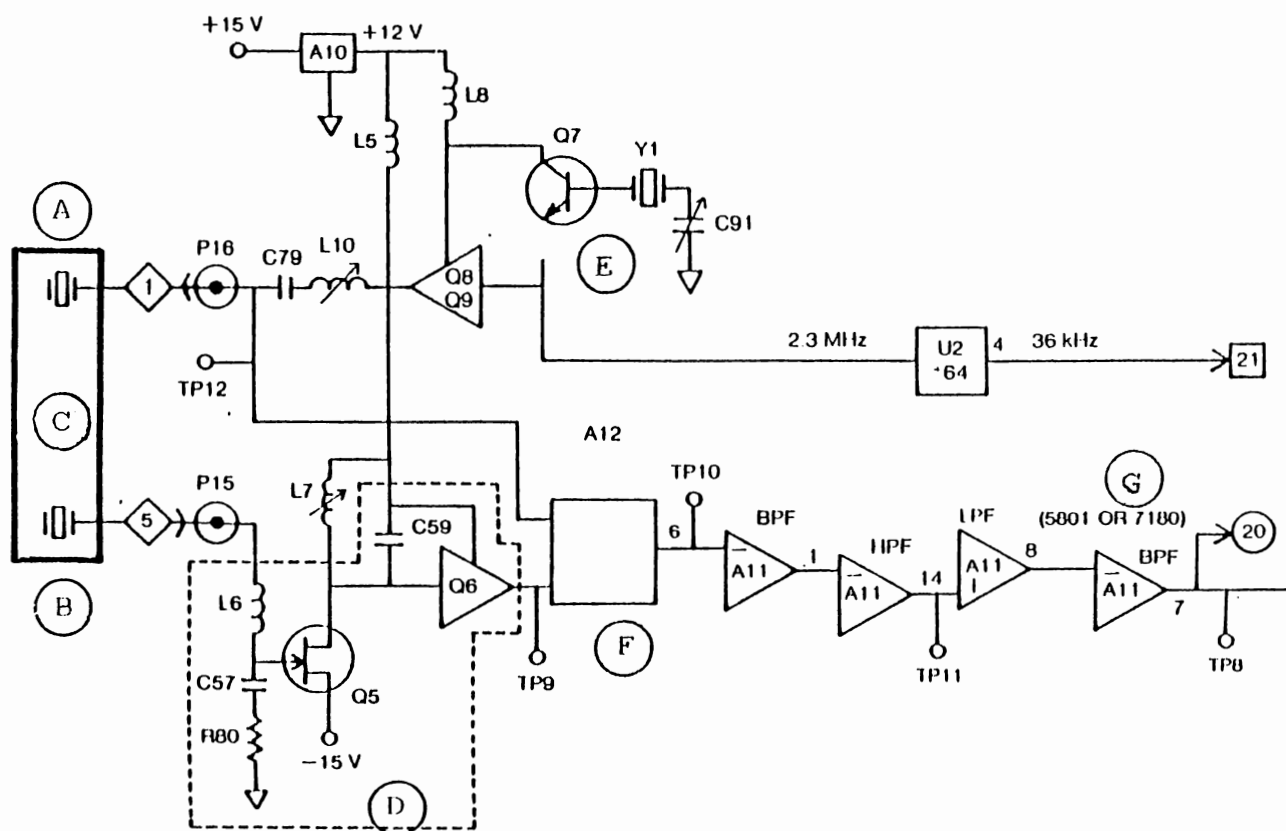 +15 V
A10
+12 V
L8
L5
Q7
Y1
C91
A
P16
C79
L10
1
Q8
Q9
E
2.3 MHz
U2
÷64
4
36 kHz
21
TP12
C
A12
P15
5
L7
C59
TP10
G
(5801 OR 7180)
BPF
HPF
LPF
BPF
20
6
A11
1
A11
14
A11
8
A11
7
B
L6
Q6
F
C57
Q5
TP9
TP11
TP8
R80
−15 V
D